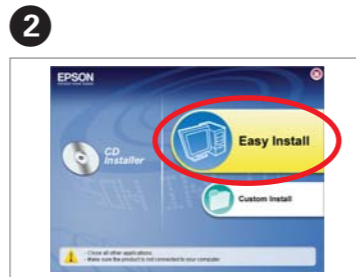 2
EPSON
Easy Install
CD
Installer
Custom Install
- Close all other applications.
- Make sure the product is not connected to your computer.